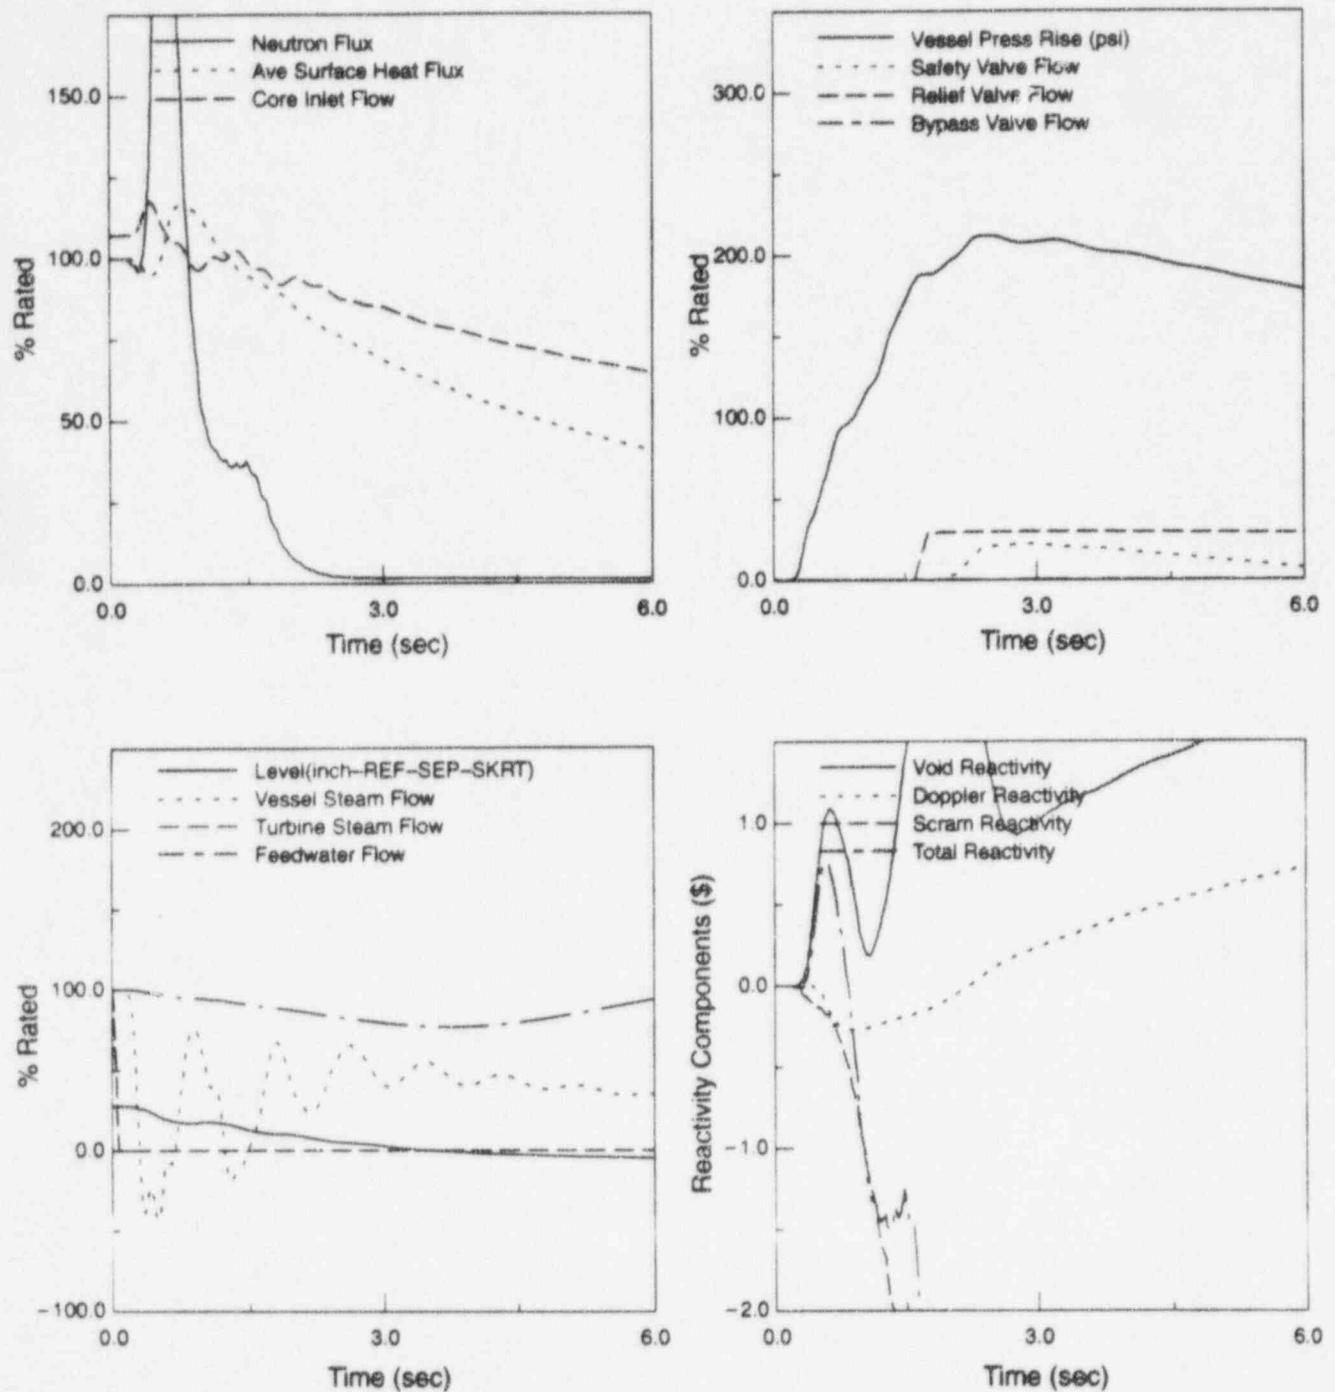 Neutron Flux
Ave Surface Heat Flux
Core Inlet Flow
150.0
100.0
50.0
0.0
% Rated
0.0
3.0
6.0
Time (sec)
Vessel Press Rise (psi)
Safety Valve Flow
Relief Valve Flow
Bypass Valve Flow
300.0
200.0
100.0
0.0
% Rated
0.0
3.0
6.0
Time (sec)
Level(inch-REF-SEP-SKRT)
Vessel Steam Flow
Turbine Steam Flow
Feedwater Flow
200.0
100.0
0.0
-100.0
% Rated
0.0
3.0
6.0
Time (sec)
Void Reactivity
Doppler Reactivity
Scram Reactivity
Total Reactivity
1.0
0.0
-1.0
-2.0
Reactivity Components ($)
0.0
3.0
6.0
Time (sec)